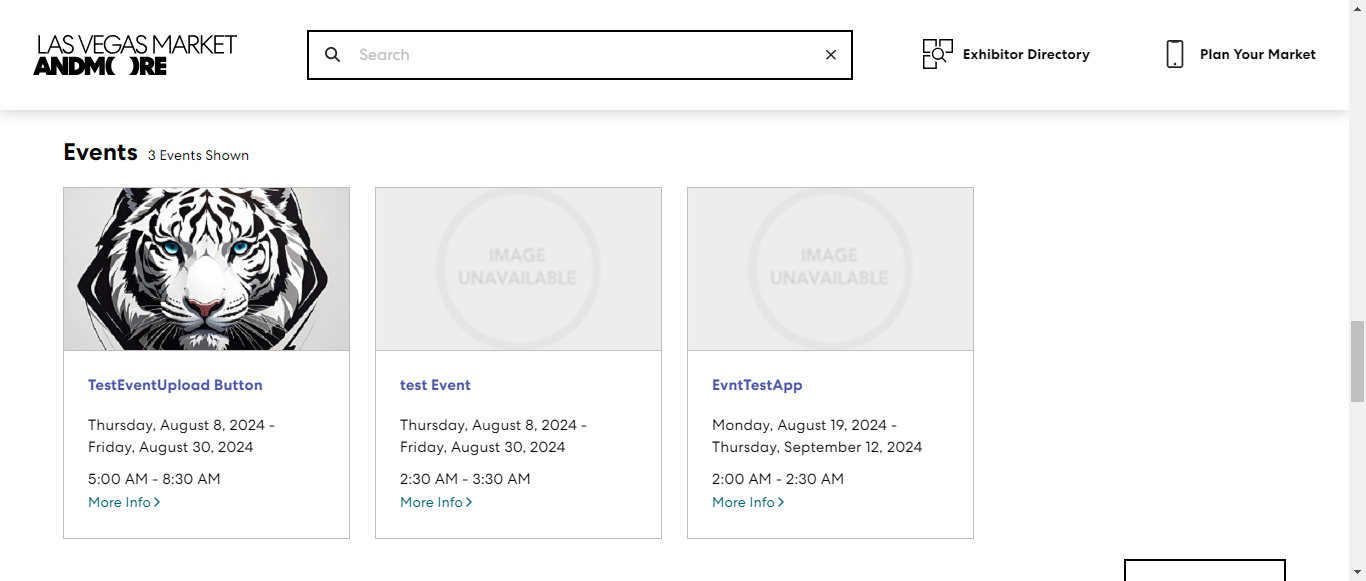 LAS VEGAS MARKET
ANDMORE
Search
Exhibitor Directory
Plan Your Market
Events 3 Events Shown
IMAGE
UNAVAILABLE
IMAGE
UNAVAILABLE
TestEventUpload Button
Thursday, August 8, 2024 -
Friday, August 30, 2024
5:00 AM - 8:30 AM
More Info
test Event
Thursday, August 8, 2024 -
Friday, August 30, 2024
2:30 AM - 3:30 AM
More Info
EvntTestApp
Monday, August 19, 2024 -
Thursday, September 12, 2024
2:00 AM - 2:30 AM
More Info